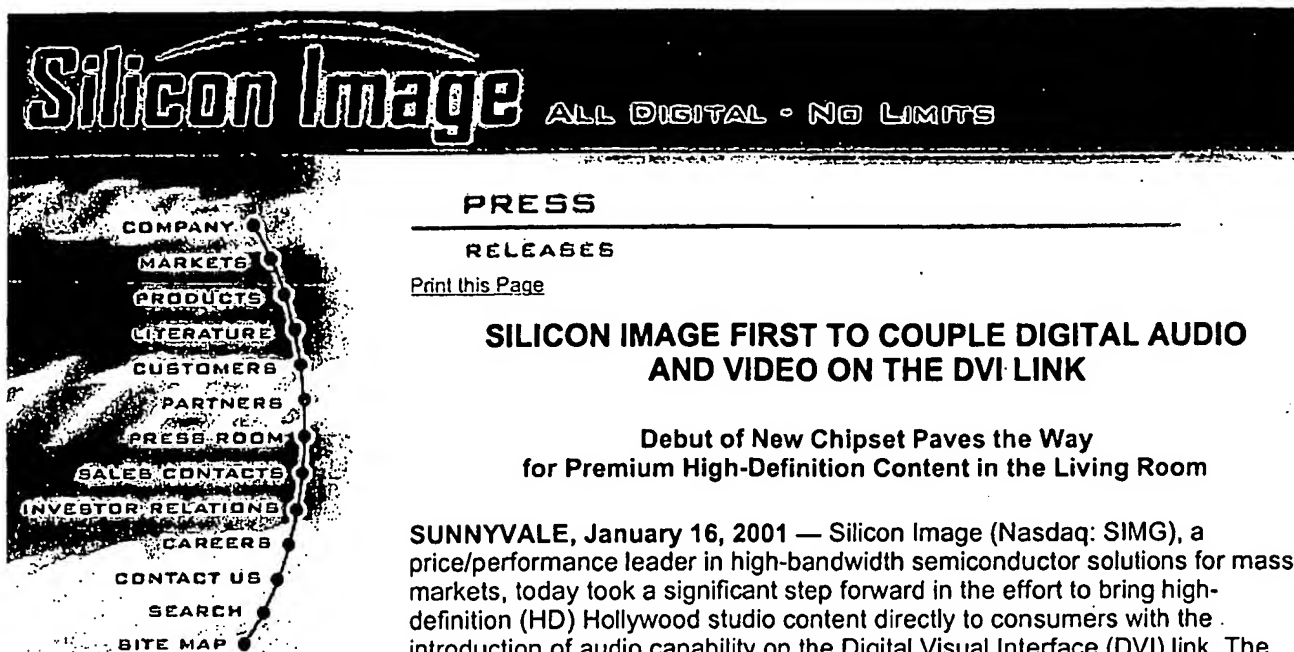 Silicon Image ALL DIGITAL • NO LIMITS
COMPANY
MARKETS
PRODUCTS
LITERATURE
CUSTOMERS
PARTNERS
PRESS ROOM
SALES CONTACTS
INVESTOR RELATIONS
CAREERS
CONTACT US
SEARCH
SITE MAP
PRESS
RELEASES
Print this Page
SILICON IMAGE FIRST TO COUPLE DIGITAL AUDIO
AND VIDEO ON THE DVI LINK
Debut of New Chipset Paves the Way
for Premium High-Definition Content in the Living Room
SUNNYVALE, January 16, 2001 — Silicon Image (Nasdaq: SIMG), a
price/performance leader in high-bandwidth semiconductor solutions for mass
markets, today took a significant step forward in the effort to bring high-
definition (HD) Hollywood studio content directly to consumers with the
introduction of audio capability on the Digital Visual Interface (DVI) link. The